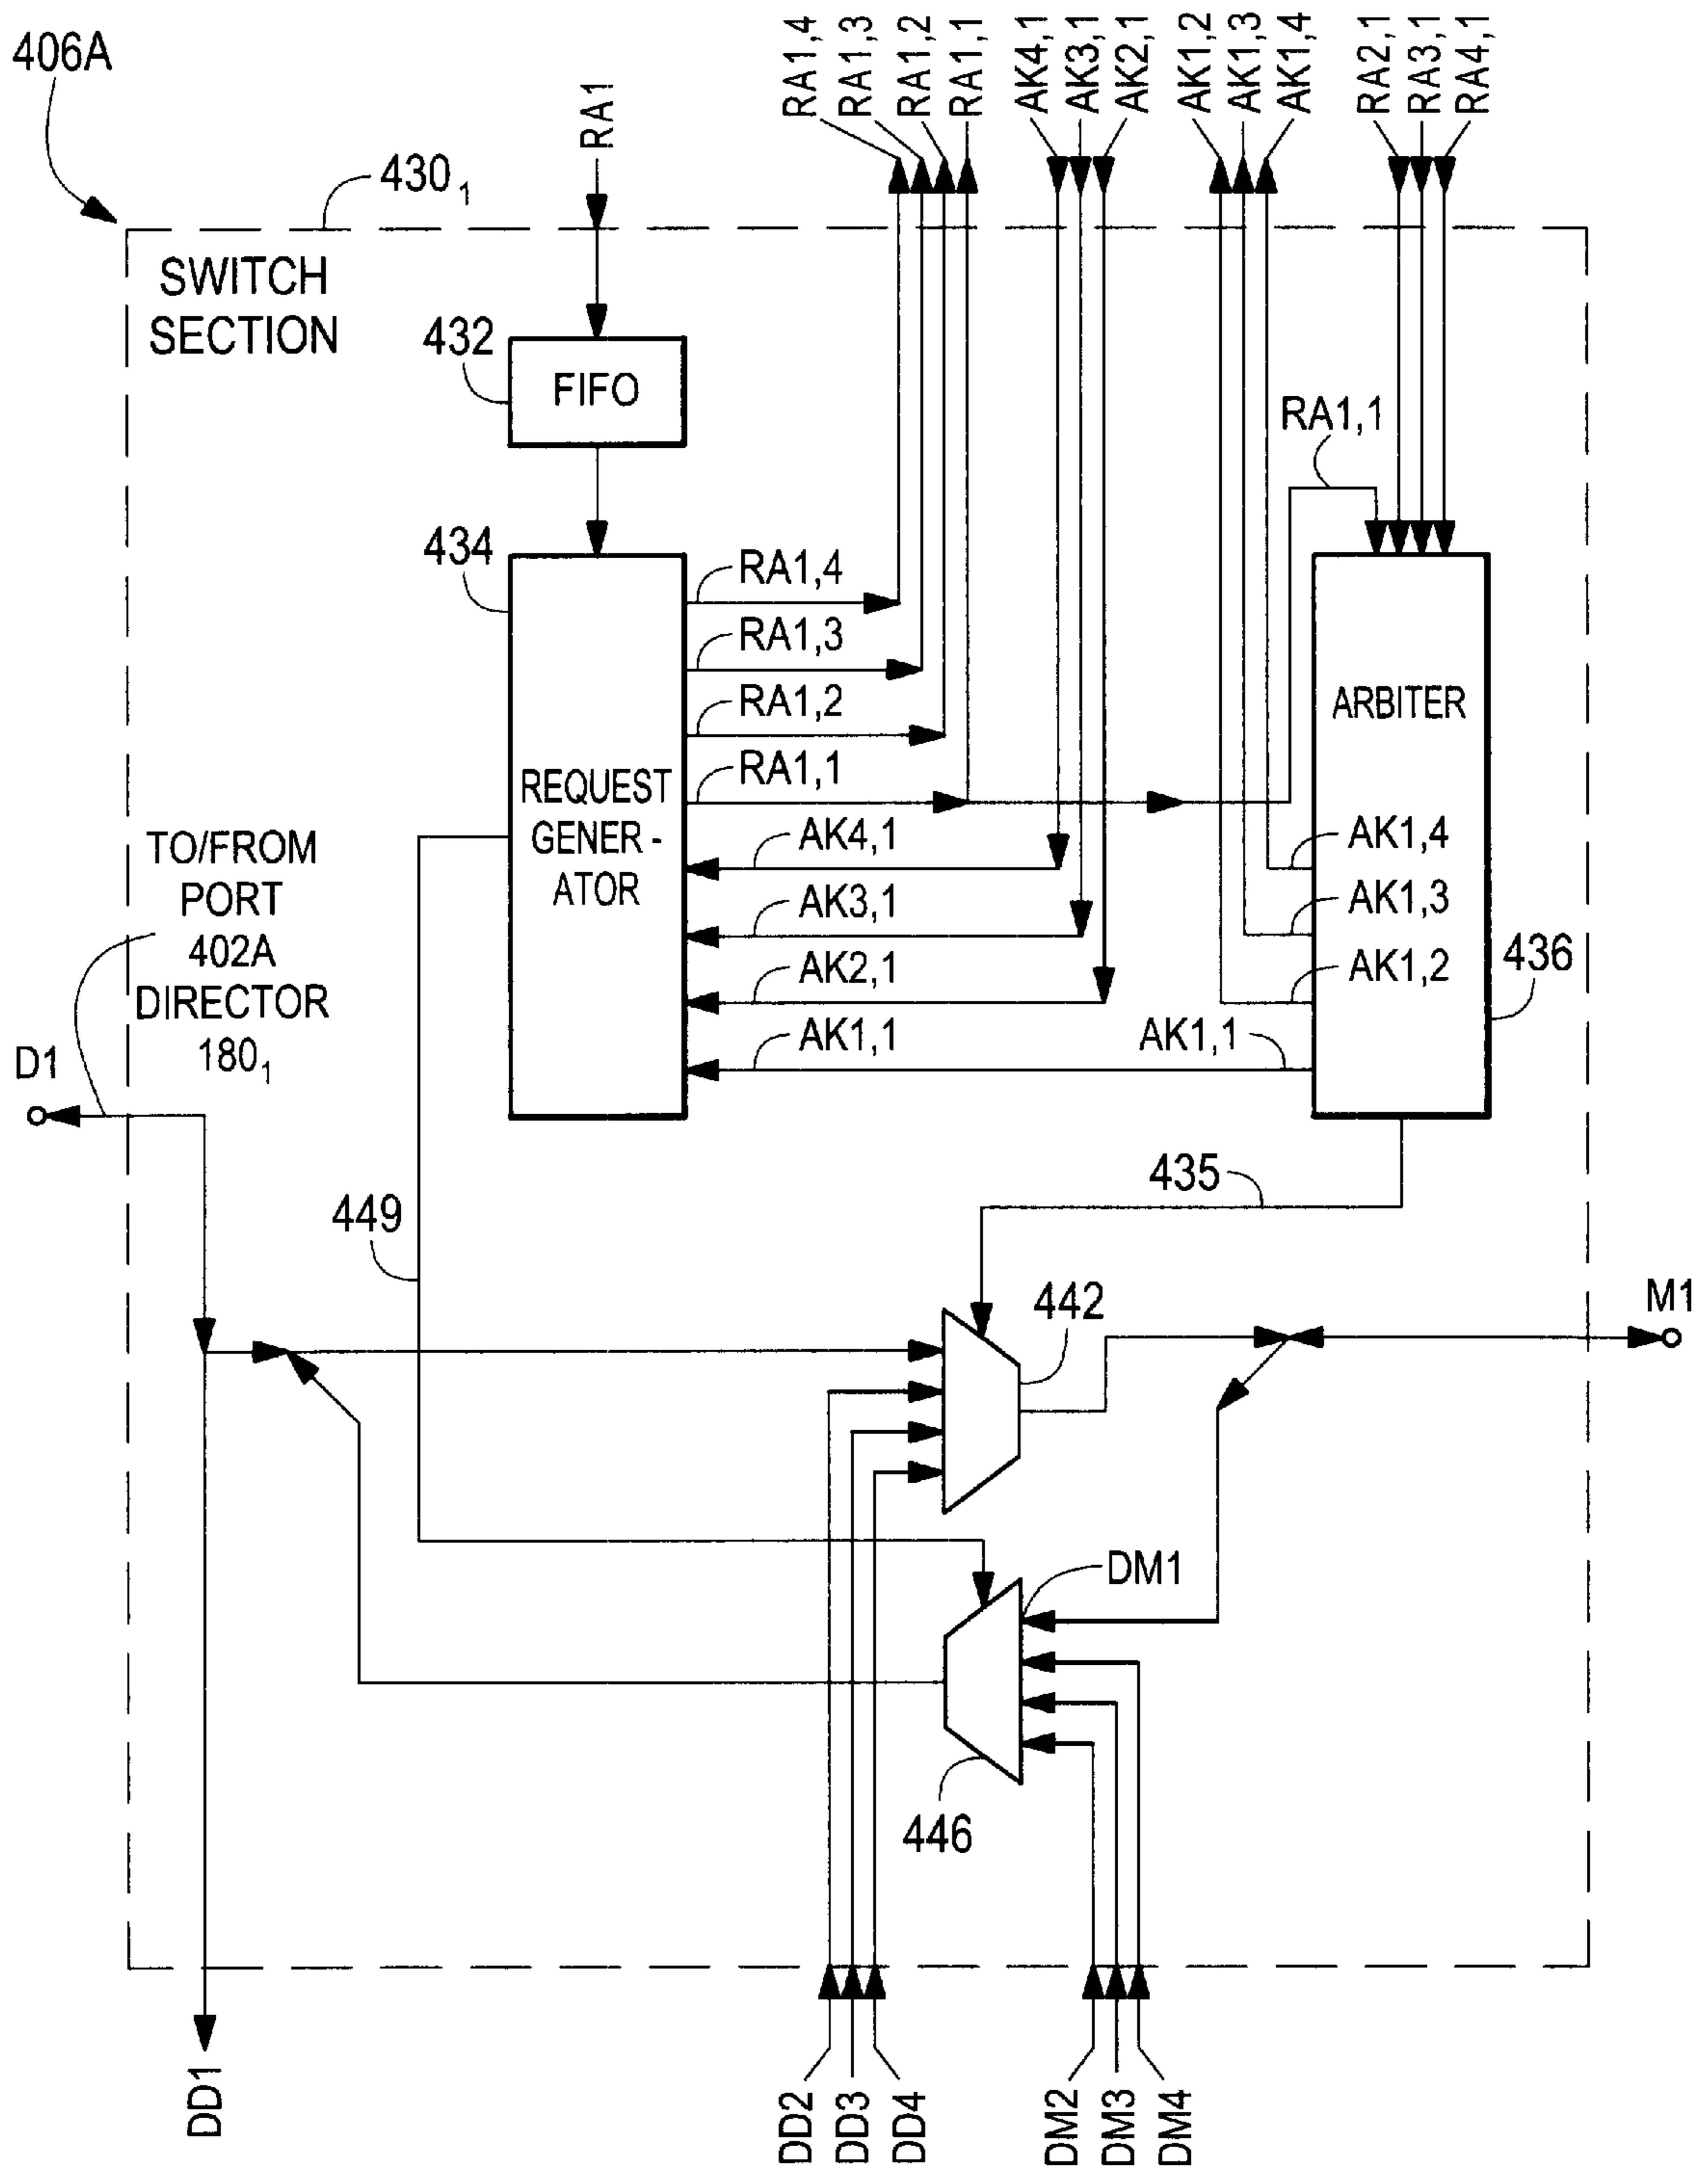 406A
RA1
RA1,4
RA1,3
RA1,2
RA1,1
AK4,1
AK3,1
AK2,1
AK1,2
AK1,3
AK1,4
RA2,1
RA3,1
RA4,1
430₁
SWITCH
SECTION
432
FIFO
RA1,1
434
RA1,4
RA1,3
RA1,2
RA1,1
REQUEST
GENER-
ATOR
AK4,1
AK3,1
AK2,1
AK1,1
ARBITER
AK1,4
AK1,3
AK1,2
AK1,1
436
TO/FROM
PORT
402A
DIRECTOR
180₁
D1
435
449
442
M1
DM1
446
DD1
DD2
DD3
DD4
DM2
DM3
DM4